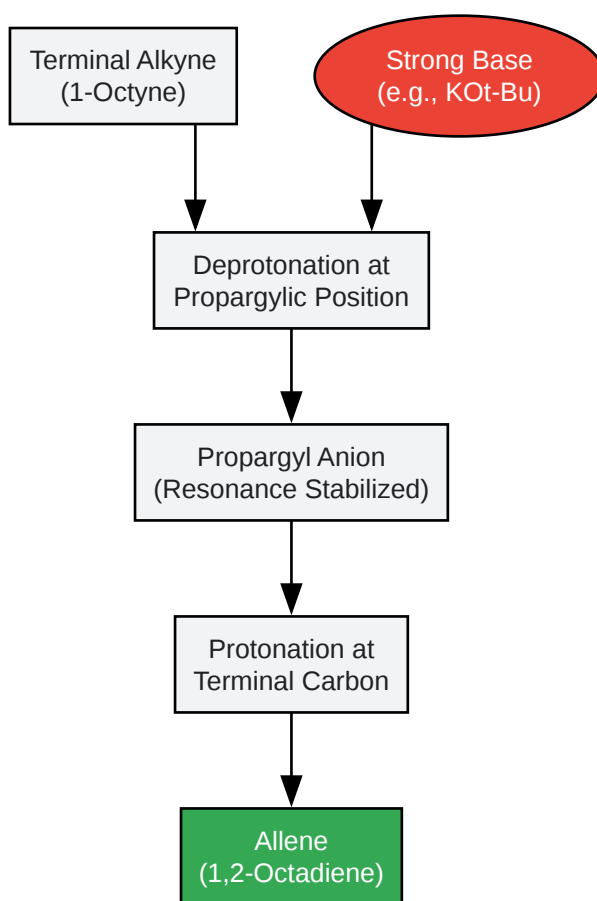 Terminal Alkyne
(1-Octyne)
Strong Base
(e.g., KOt-Bu)
Deprotonation at
Propargylic Position
Propargyl Anion
(Resonance Stabilized)
Protonation at
Terminal Carbon
Allene
(1,2-Octadiene)